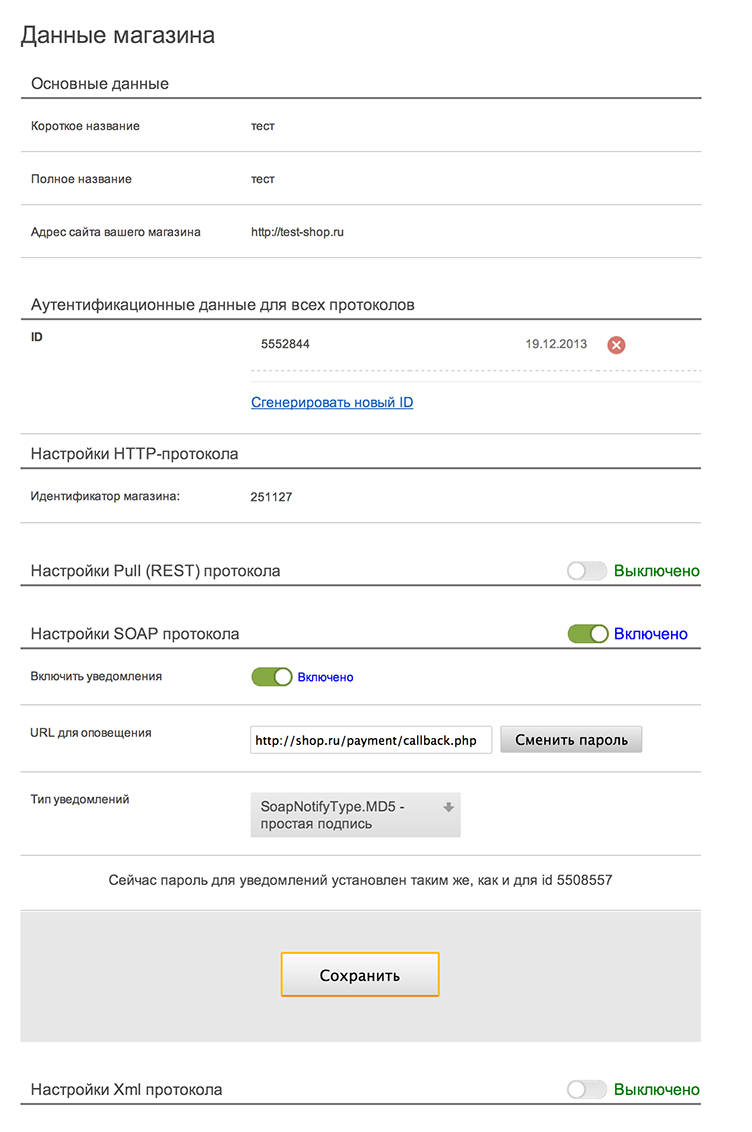 Данные магазина
Основные данные
Короткое название тест
Полное название тест
Адрес сайта вашего магазина http://test-shop.ru
Аутентификационные данные для всех протоколов
ID 5552844 19.12.2013
Сгенерировать новый ID
Настройки HTTP-протокола
Идентификатор магазина: 251127
Настройки Pull (REST) протокола Выключено
Настройки SOAP протокола Включено
Включить уведомления Включено
URL для оповещения http://shop.ru/payment/callback.php Сменить пароль
Тип уведомлений SoapNotifyType.MD5 -
простая подпись
Сейчас пароль для уведомлений установлен таким же, как и для id 5508557
Сохранить
Настройки Xml протокола Выключено